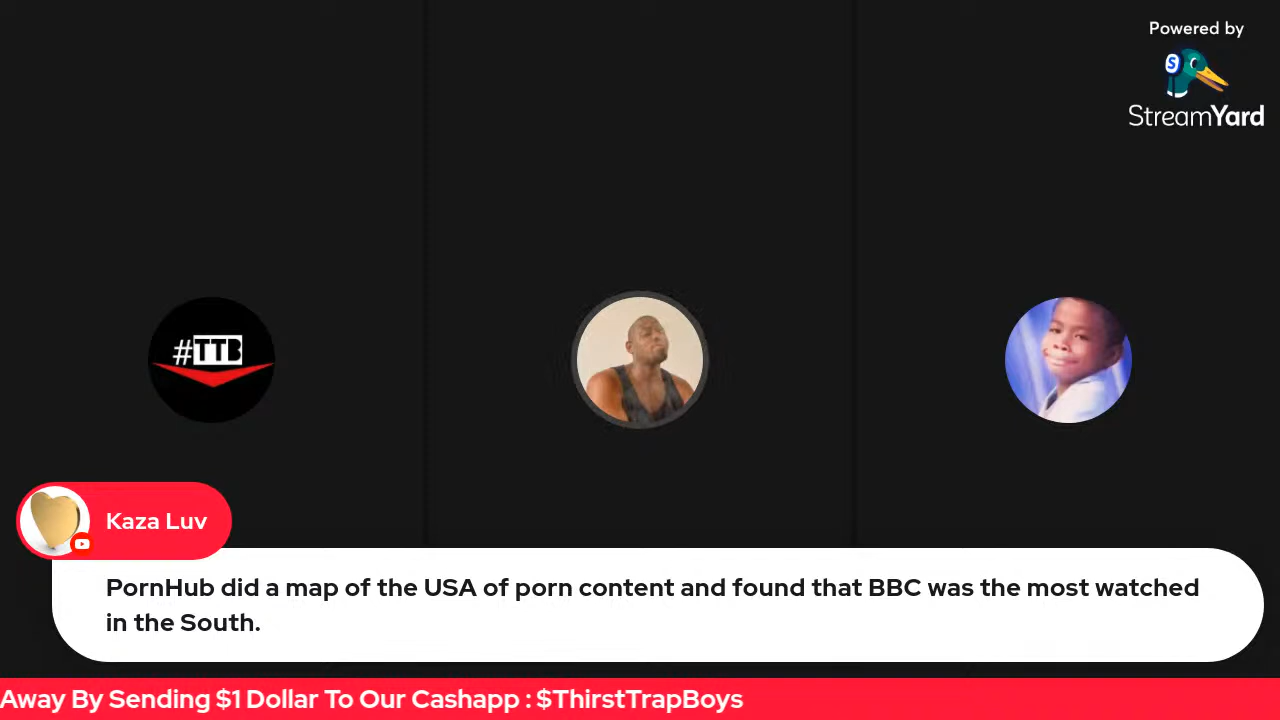 Powered by
S
StreamYard
#TTB
Kaza Luv
PornHub did a map of the USA of porn content and found that BBC was the most watched
in the South.
Away By Sending $1 Dollar To Our Cashapp : $ThirstTrapBoys